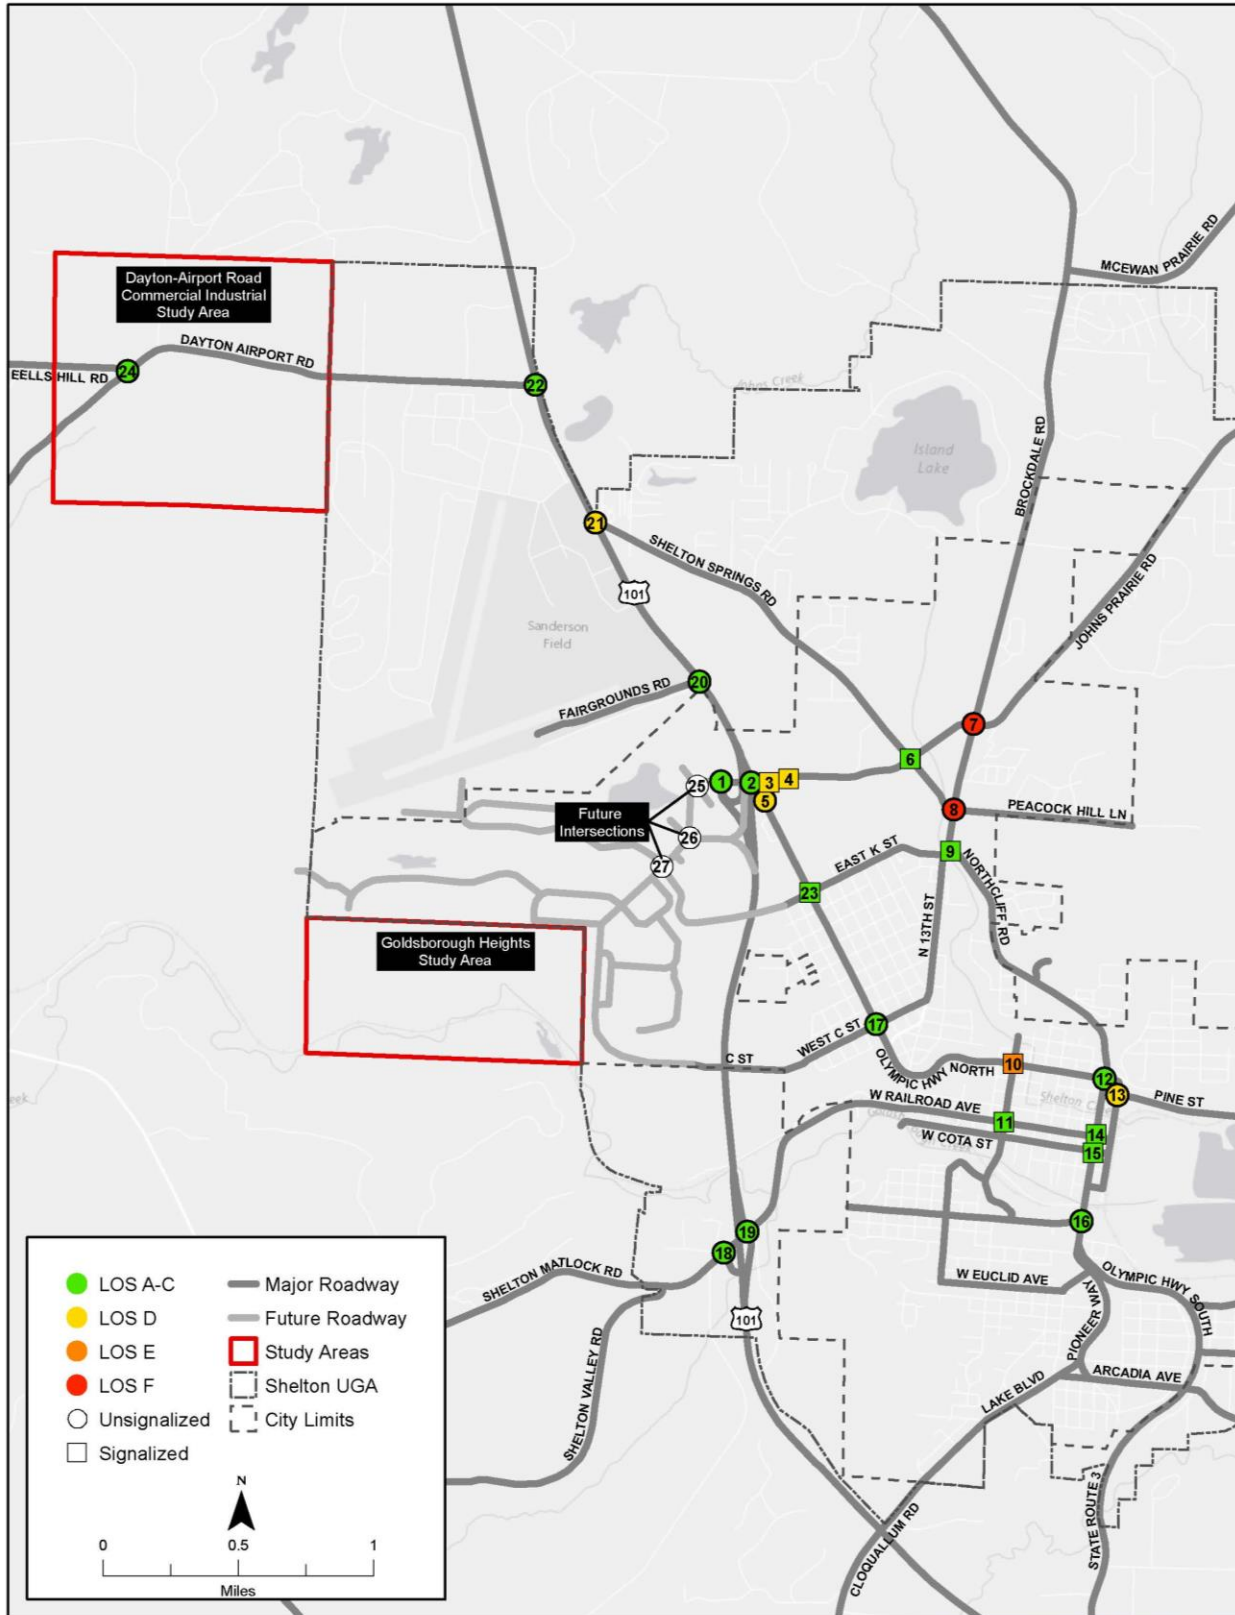 MCEWAN PRAIRIE RD
Dayton-Airport Road
Commercial Industrial
Study Area
DAYTON AIRPORT RD
EELLS HILL RD
24
22
Johns Creek
Island
Lake
BROCKDALE RD
21
SHELTON SPRINGS RD
101
JOHNS PRAIRIE RD
Sanderson
Field
20
FAIRGROUNDS RD
7
6
25
1
2
3
4
5
8
PEACOCK HILL LN
Future
Intersections
26
27
9
EAST K ST
NORTHCLIFF RD
23
N 13TH ST
Goldsborough Heights
Study Area
17
WEST C ST
C ST
OLYMPIC HWY NORTH
10
12
13
PINE ST
Shelton
W RAILROAD AVE
11
14
W COTA ST
15
16
19
18
SHELTON MATLOCK RD
W EUCLID AVE
OLYMPIC HWY SOUTH
PIONEER WAY
101
SHELTON VALLEY RD
LAKE BLVD
ARCADIA AVE
STATE ROUTE 3
CLOQUALLUM RD
LOS A-C
LOS D
LOS E
LOS F
Unsignalized
Signalized
Major Roadway
Future Roadway
Study Areas
Shelton UGA
City Limits
N
0
0.5
1
Miles